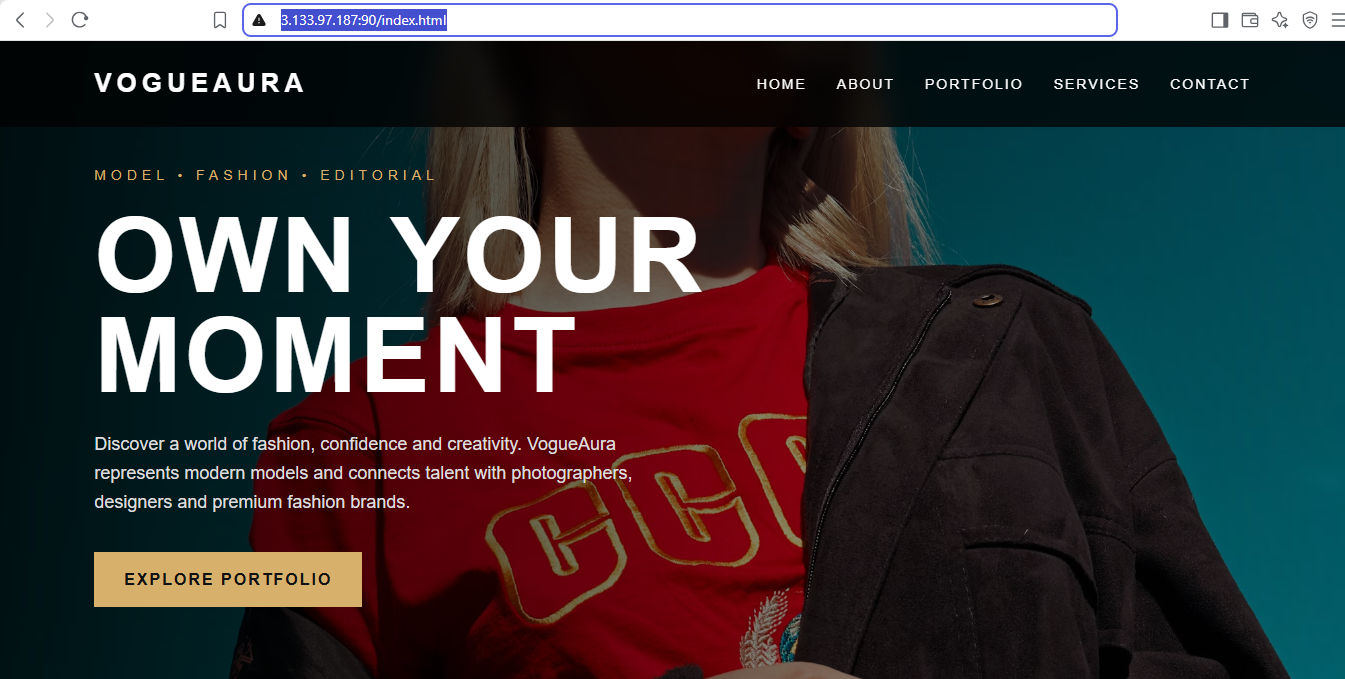 3.133.97.187:90/index.html
VOGUEAURA
HOME ABOUT PORTFOLIO SERVICES CONTACT
MODEL • FASHION • EDITORIAL
OWN YOUR
MOMENT
Discover a world of fashion, confidence and creativity. VogueAura
represents modern models and connects talent with photographers,
designers and premium fashion brands.
EXPLORE PORTFOLIO